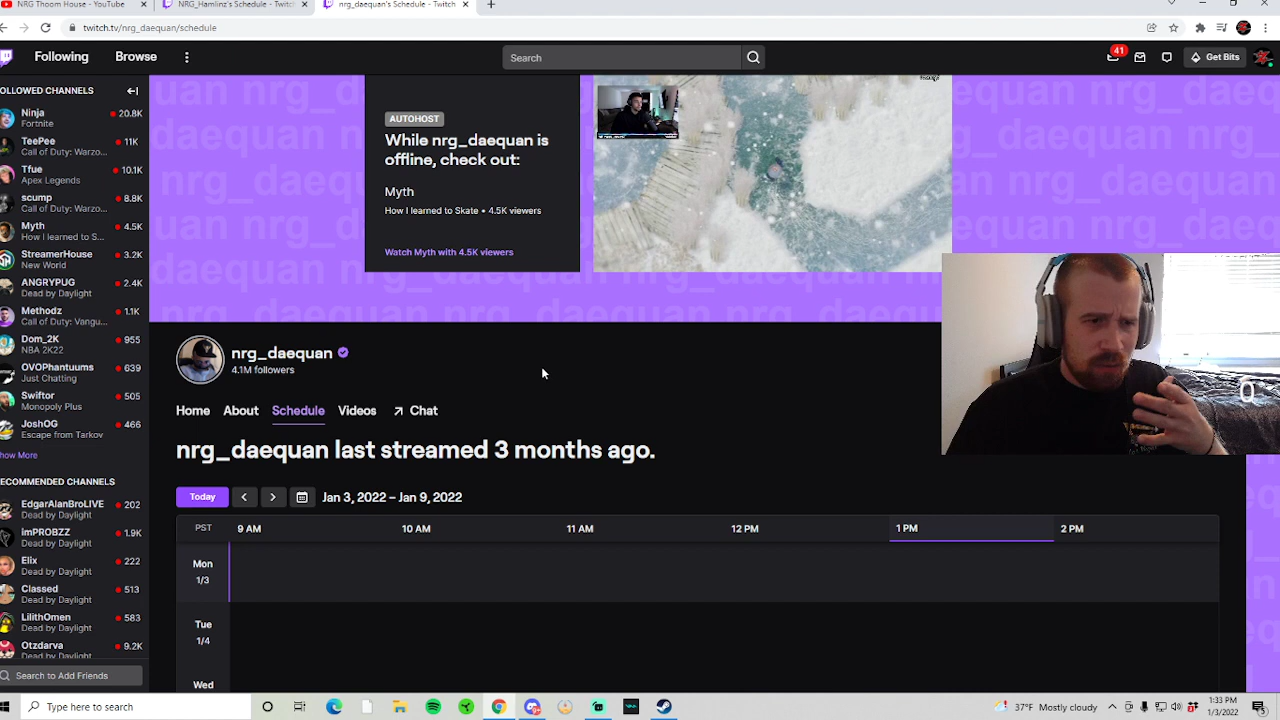 NRG Thoom House - YouTube
NRG_Hamlinz's Schedule - Twitch
nrg_daequan's Schedule - Twitch
twitch.tv/nrg_daequan/schedule
Following
Browse
Search
41
Get Bits
FOLLOWED CHANNELS
Ninja 20.8K
Fortnite
TeePee 11K
Call of Duty: Warzo...
Tfue 10.1K
Apex Legends
scump 8.8K
Call of Duty: Warzo...
Myth 4.5K
How I learned to S...
StreamerHouse 3.2K
New World
ANGRYPUG 2.4K
Dead by Daylight
Methodz 1.1K
Call of Duty: Vangu...
Dom_2K 955
NBA 2K22
OVOPhantuums 639
Just Chatting
Swiftor 505
Monopoly Plus
JoshOG 466
Escape from Tarkov
how More
RECOMMENDED CHANNELS
EdgarAlanBroLIVE 202
Dead by Daylight
imPROBZZ 1.9K
Dead by Daylight
Elix 222
Dead by Daylight
Classed 513
Dead by Daylight
LilithOmen 583
Dead by Daylight
Otzdarva 9.2K
Dead by Daylight
Search to Add Friends
AUTOHOST
While nrg_daequan is
offline, check out:
Myth
How I learned to Skate • 4.5K viewers
Watch Myth with 4.5K viewers
nrg_daequan
4.1M followers
Home About Schedule Videos Chat
nrg_daequan last streamed 3 months ago.
Today
Jan 3, 2022 – Jan 9, 2022
PST 9 AM 10 AM 11 AM 12 PM 1 PM 2 PM
Mon
1/3
Tue
1/4
Wed
0
Type here to search
37°F Mostly cloudy
1:33 PM
1/3/2022
5